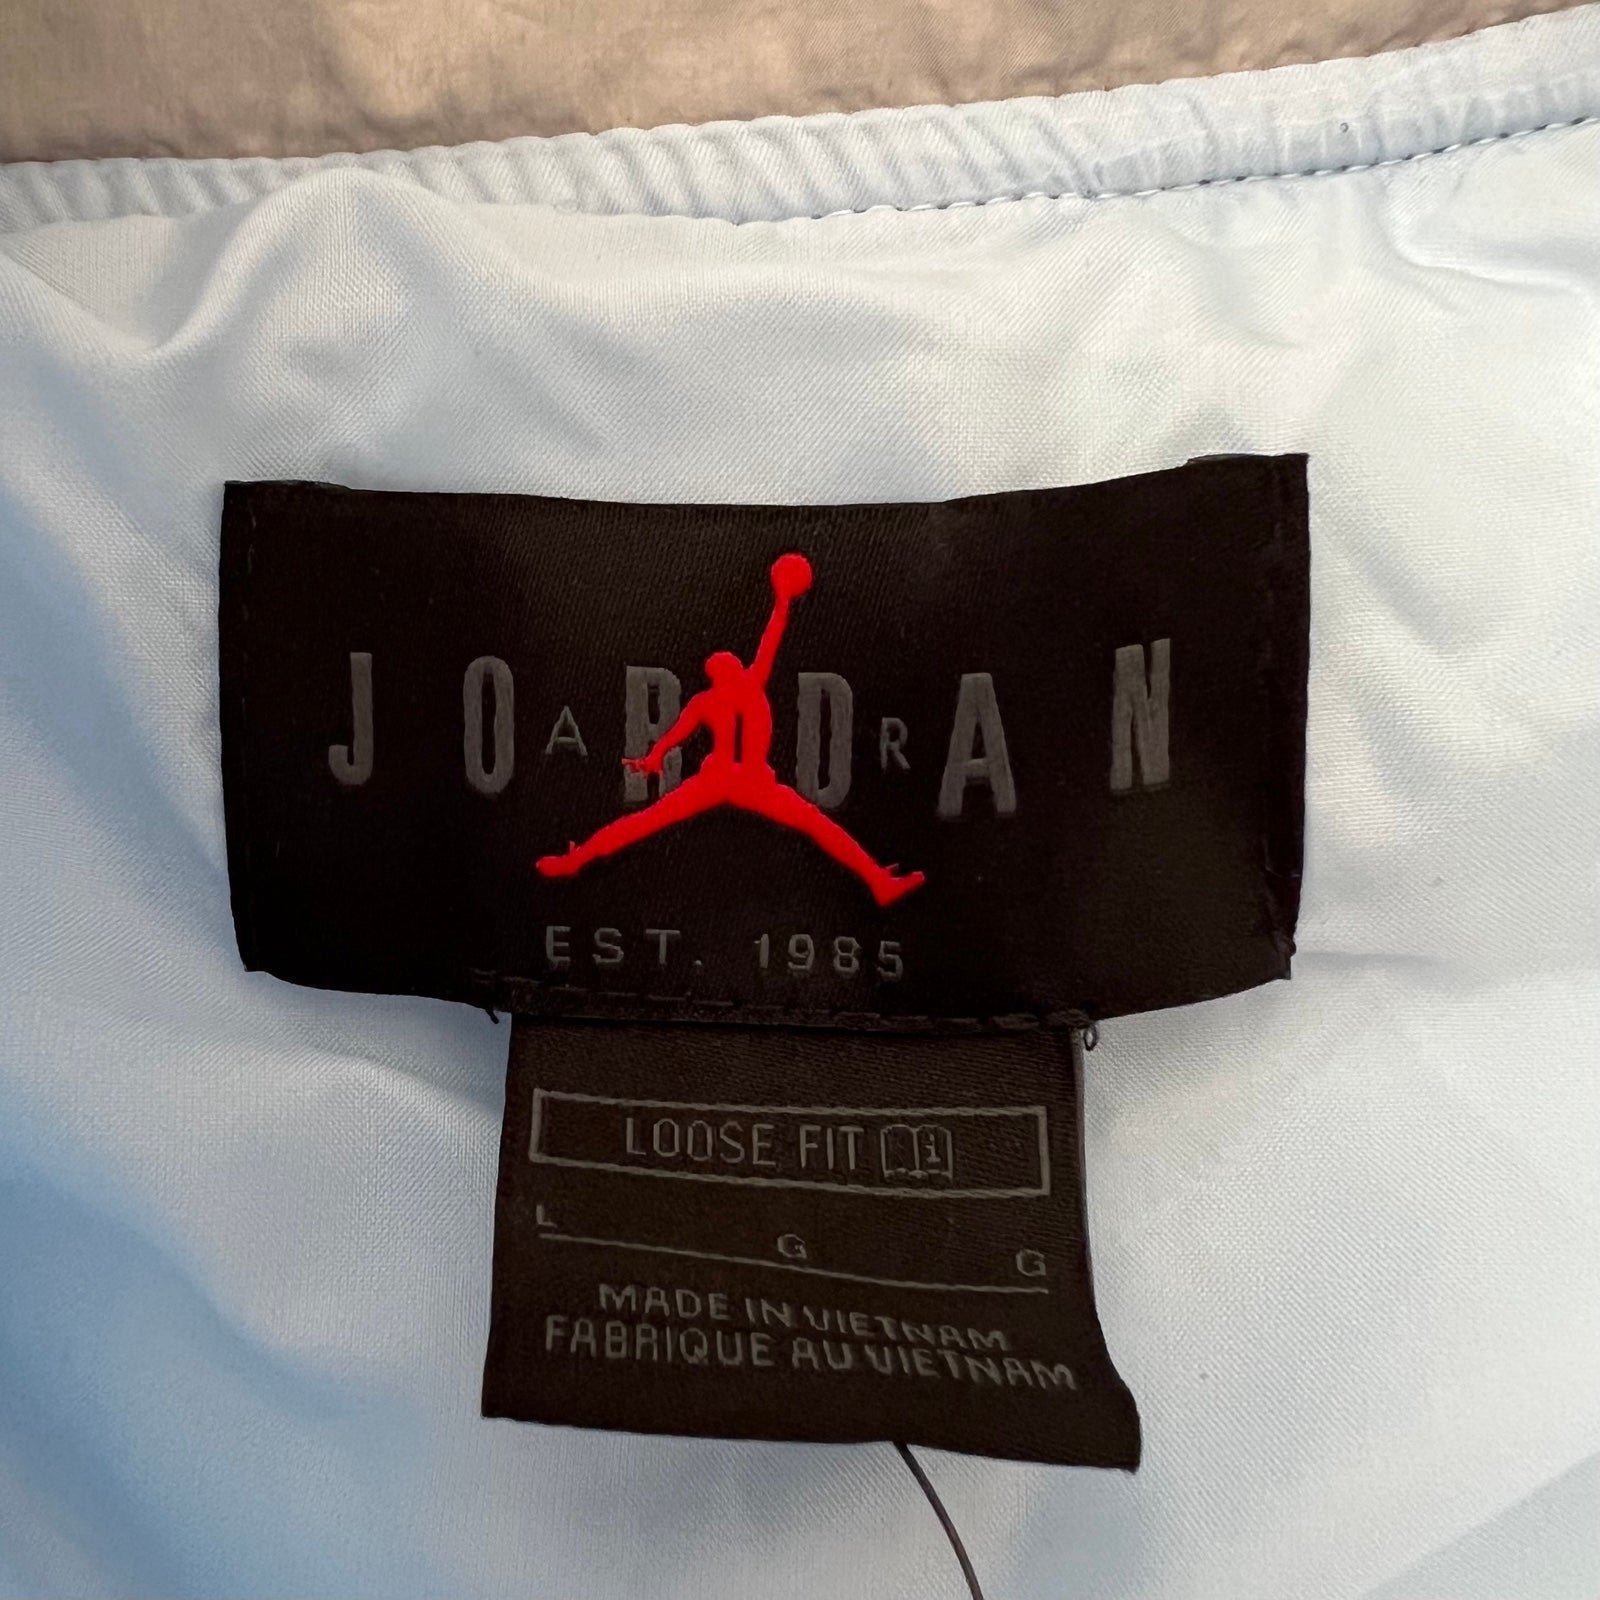 JORDAN
AIR
EST. 1985
LOOSE FIT i
L G G
MADE IN VIETNAM
FABRIQUE AU VIETNAM